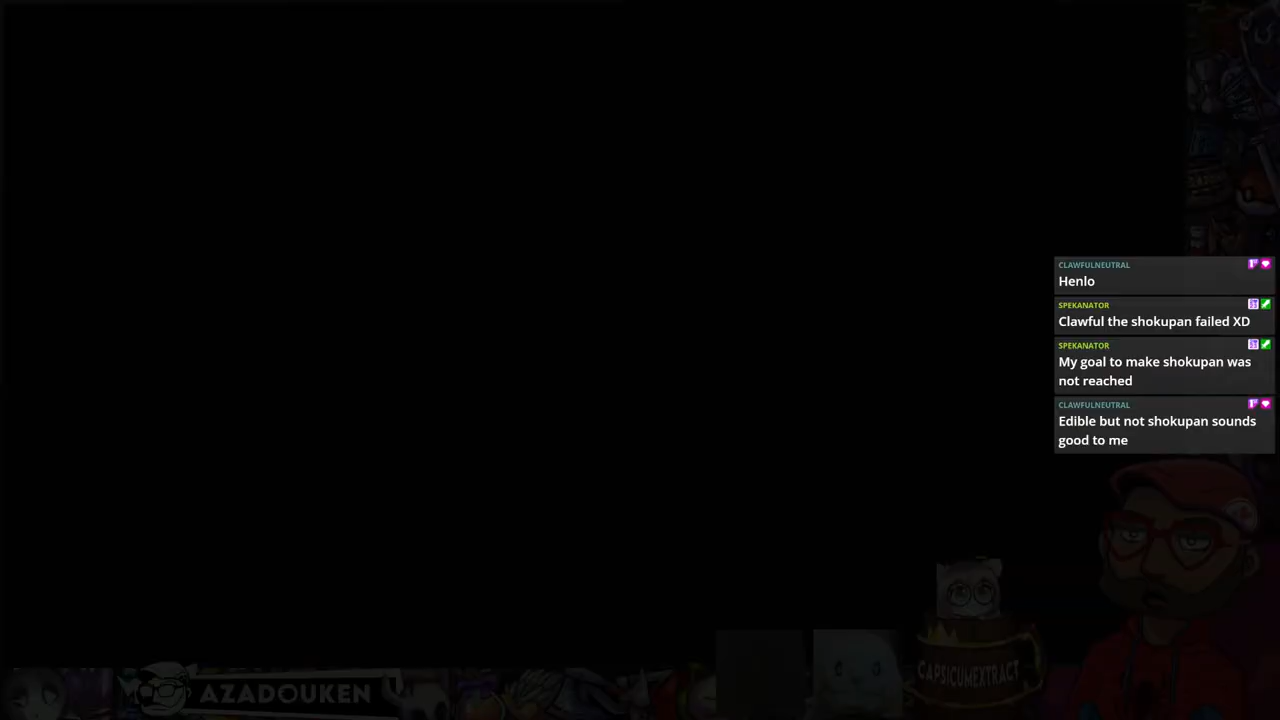 CLAWFULNEUTRAL
Henlo
SPEKANATOR
Clawful the shokupan failed XD
SPEKANATOR
My goal to make shokupan was
not reached
CLAWFULNEUTRAL
Edible but not shokupan sounds
good to me
CAPSICUMEXTRACT
AZADOUKEN